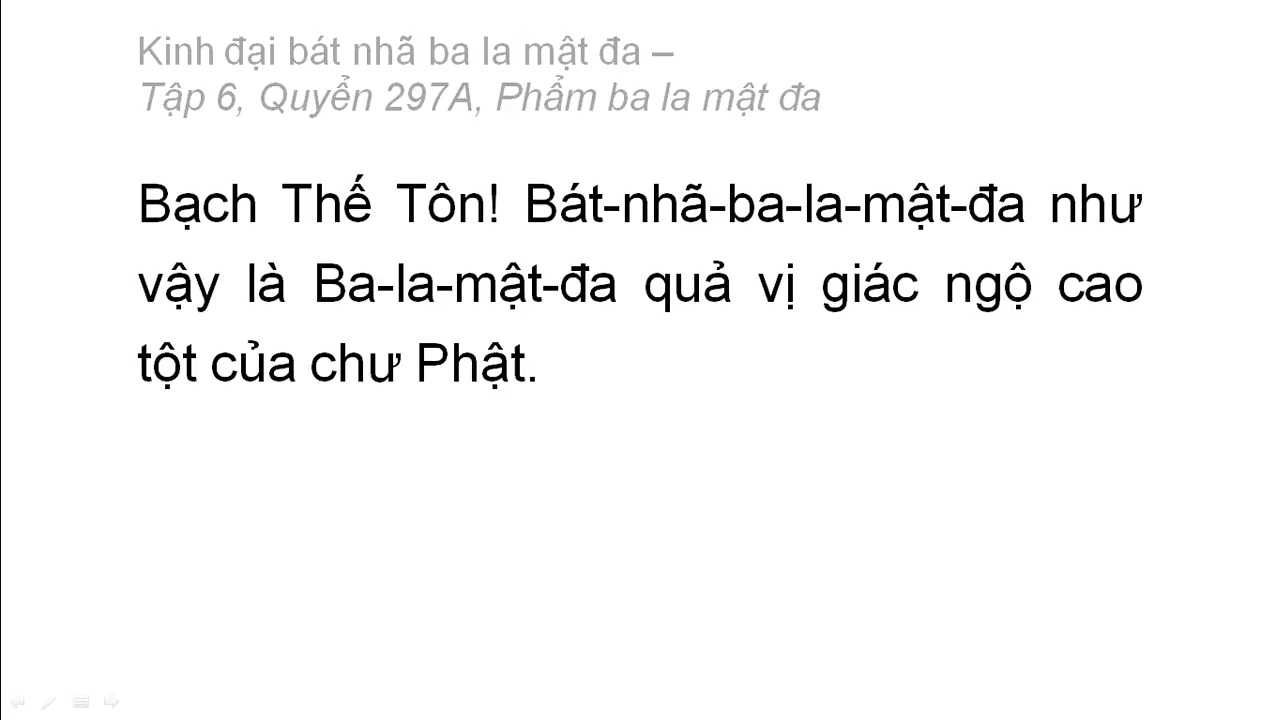 Kinh đại bát nhã ba la mật đa –
Tập 6, Quyển 297A, Phẩm ba la mật đa
Bạch Thế Tôn! Bát-nhã-ba-la-mật-đa như
vậy là Ba-la-mật-đa quả vị giác ngộ cao
tột của chư Phật.